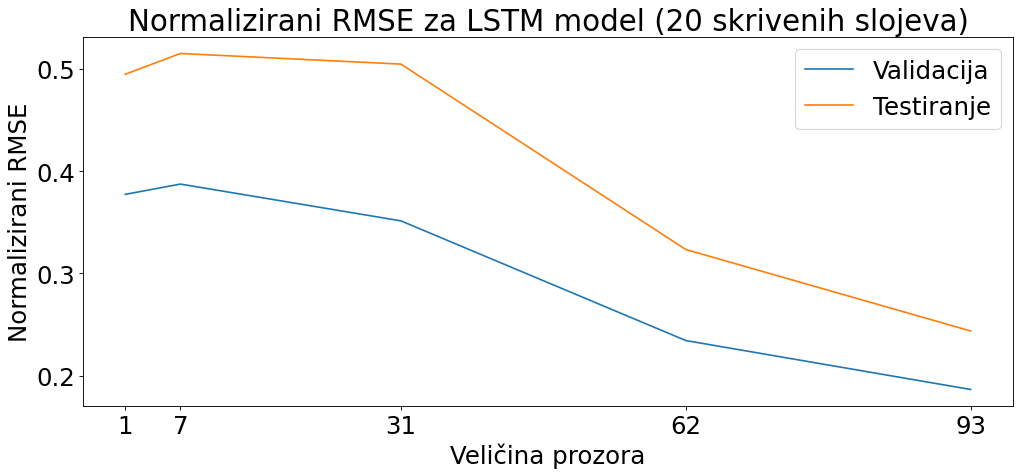 Normalizirani RMSE za LSTM model (20 skrivenih slojeva)
Validacija
Testiranje
Normalizirani RMSE
0.5
0.4
0.3
0.2
1 7 31 62 93
Veličina prozora